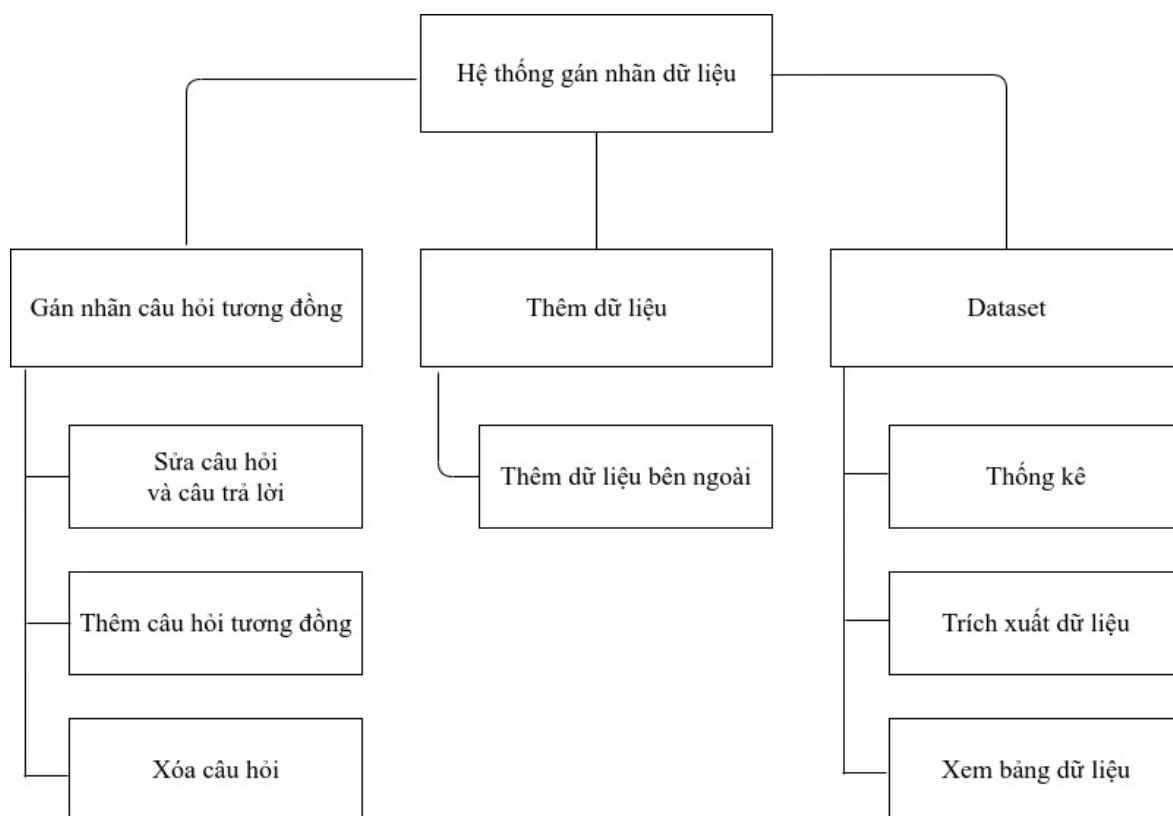 Hệ thống gán nhãn dữ liệu
Gán nhãn câu hỏi tương đồng
Thêm dữ liệu
Dataset
Sửa câu hỏi
và câu trả lời
Thêm dữ liệu bên ngoài
Thống kê
Thêm câu hỏi tương đồng
Trích xuất dữ liệu
Xóa câu hỏi
Xem bảng dữ liệu